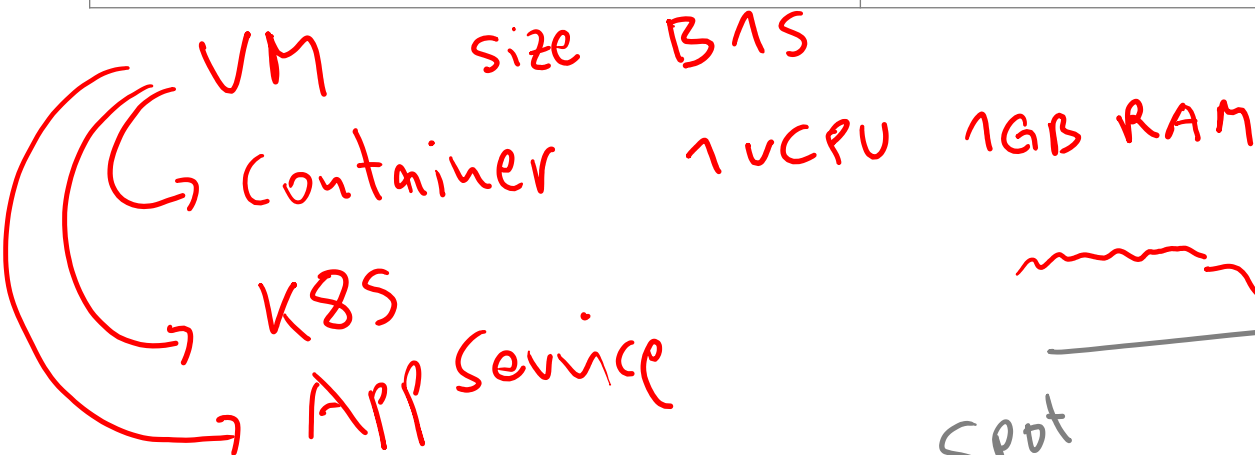 VM size B1S
Container 1vCPU 1GB RAM
K8S
App Service
Spot